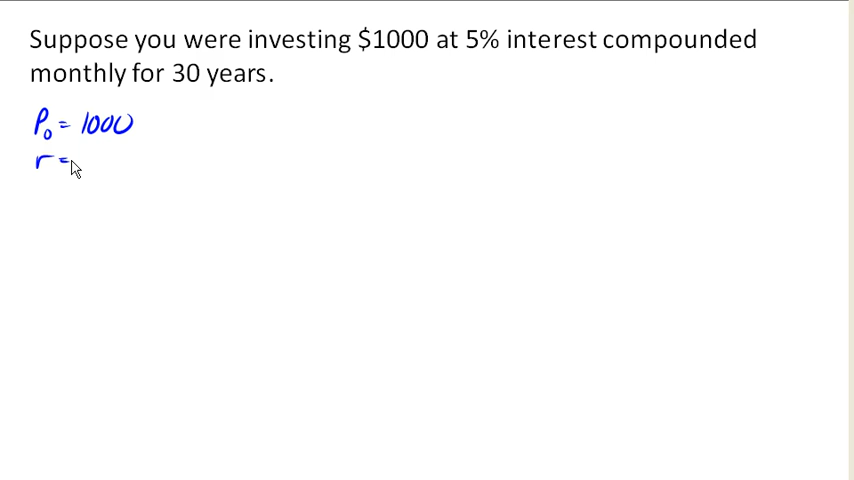 Suppose you were investing $1000 at 5% interest compounded
monthly for 30 years.
P₀ = 1000
r =